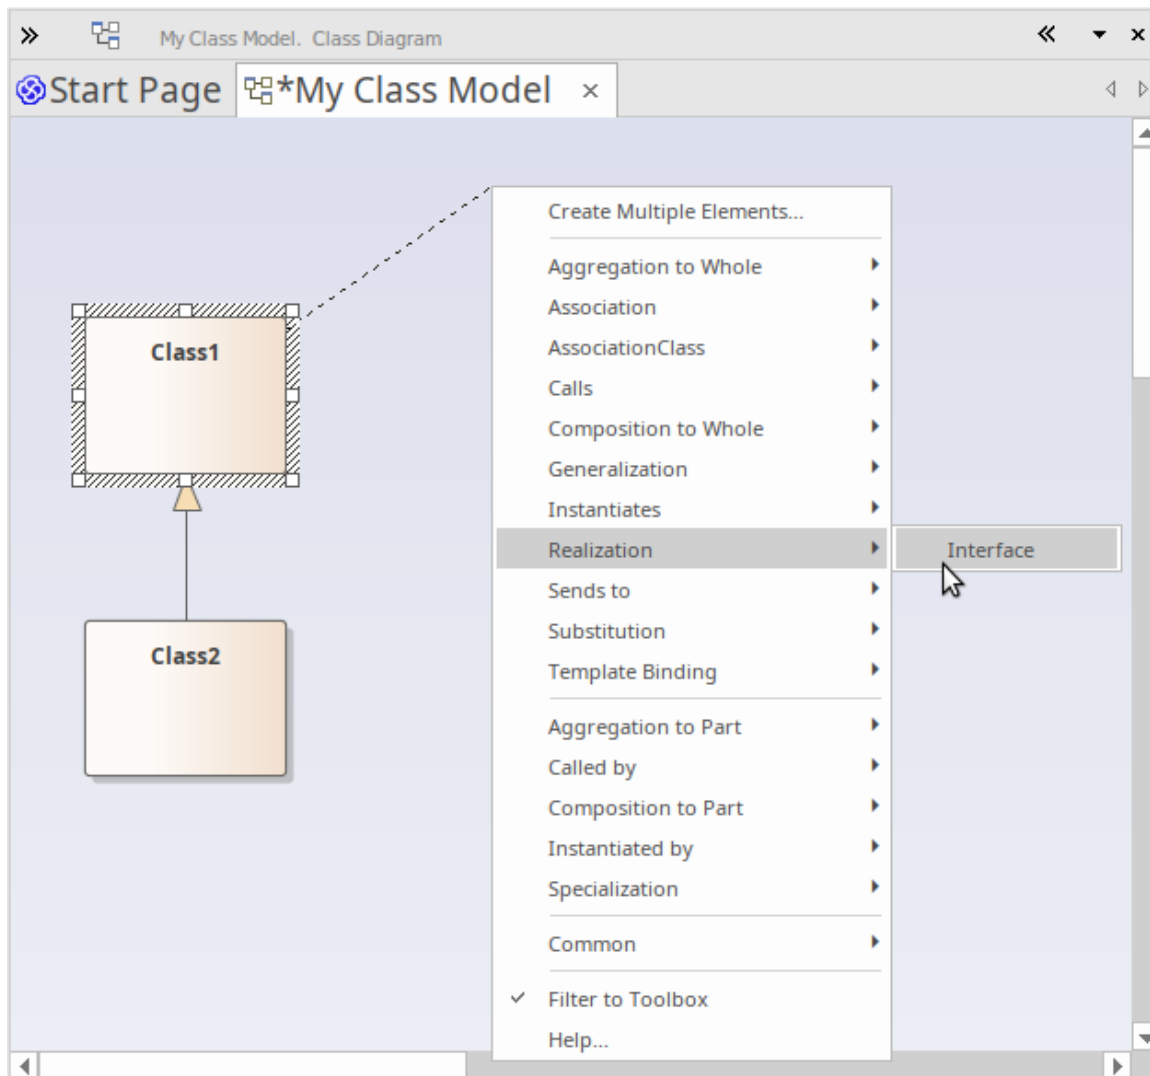 My Class Model.  Class Diagram
Start Page
*My Class Model
Create Multiple Elements...
Aggregation to Whole
Association
Class1
AssociationClass
Calls
Composition to Whole
Generalization
Instantiates
Realization
Interface
Sends to
Substitution
Class2
Template Binding
Aggregation to Part
Called by
Composition to Part
Instantiated by
Specialization
Common
Filter to Toolbox
Help...